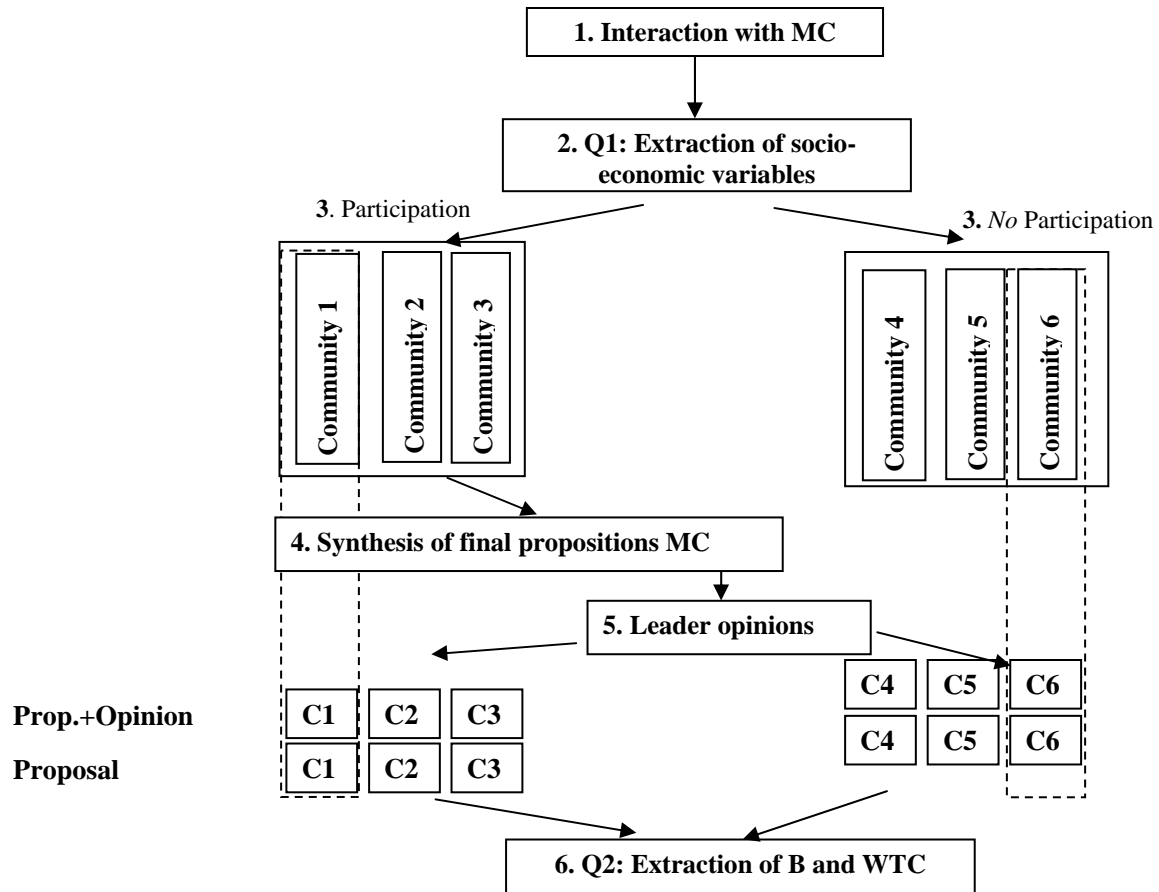 1. Interaction with MC
2. Q1: Extraction of socio-
economic variables
3. Participation
3. No Participation
Community 1
Community 2
Community 3
Community 4
Community 5
Community 6
4. Synthesis of final propositions MC
5. Leader opinions
C4 C5 C6
Prop.+Opinion C1 C2 C3
C4 C5 C6
Proposal C1 C2 C3
6. Q2: Extraction of B and WTC